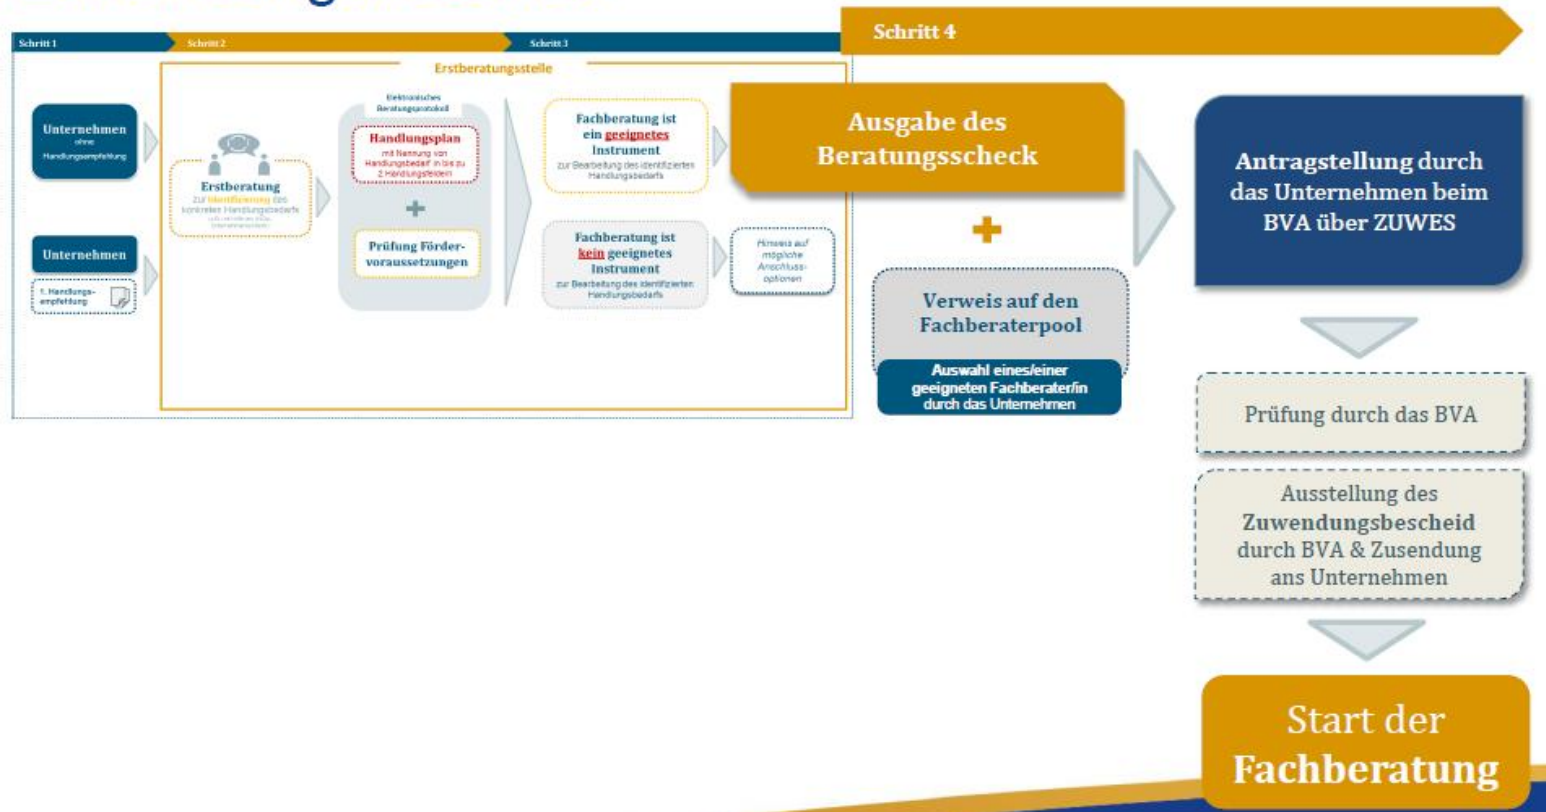 Schritt 1
Schritt 2
Schritt 3
Schritt 4
Erstberatungsstelle
Unternehmen
ohne
Handlungsempfehlung
Unternehmen
1. Handlungs-
empfehlung
Erstberatung
zur Identifizierung des
konkreten Handlungsbedarfs
Elektronisches
Beratungsprotokoll
Handlungsplan
mit Nennung von
Handlungsbedarf in bis zu
2 Handlungsfeldern
+
Prüfung Förder-
voraussetzungen
Fachberatung ist
ein geeignetes
Instrument
zur Bearbeitung des identifizierten
Handlungsbedarfs
Fachberatung ist
kein geeignetes
Instrument
zur Bearbeitung des identifizierten
Handlungsbedarfs
Hinweis auf
mögliche
Anschluss-
optionen
Ausgabe des
Beratungsscheck
+
Verweis auf den
Fachberaterpool
Auswahl eines/einer
geeigneten Fachberater/in
durch das Unternehmen
Antragstellung durch
das Unternehmen beim
BVA über ZUWES
Prüfung durch das BVA
Ausstellung des
Zuwendungsbescheid
durch BVA & Zusendung
ans Unternehmen
Start der
Fachberatung